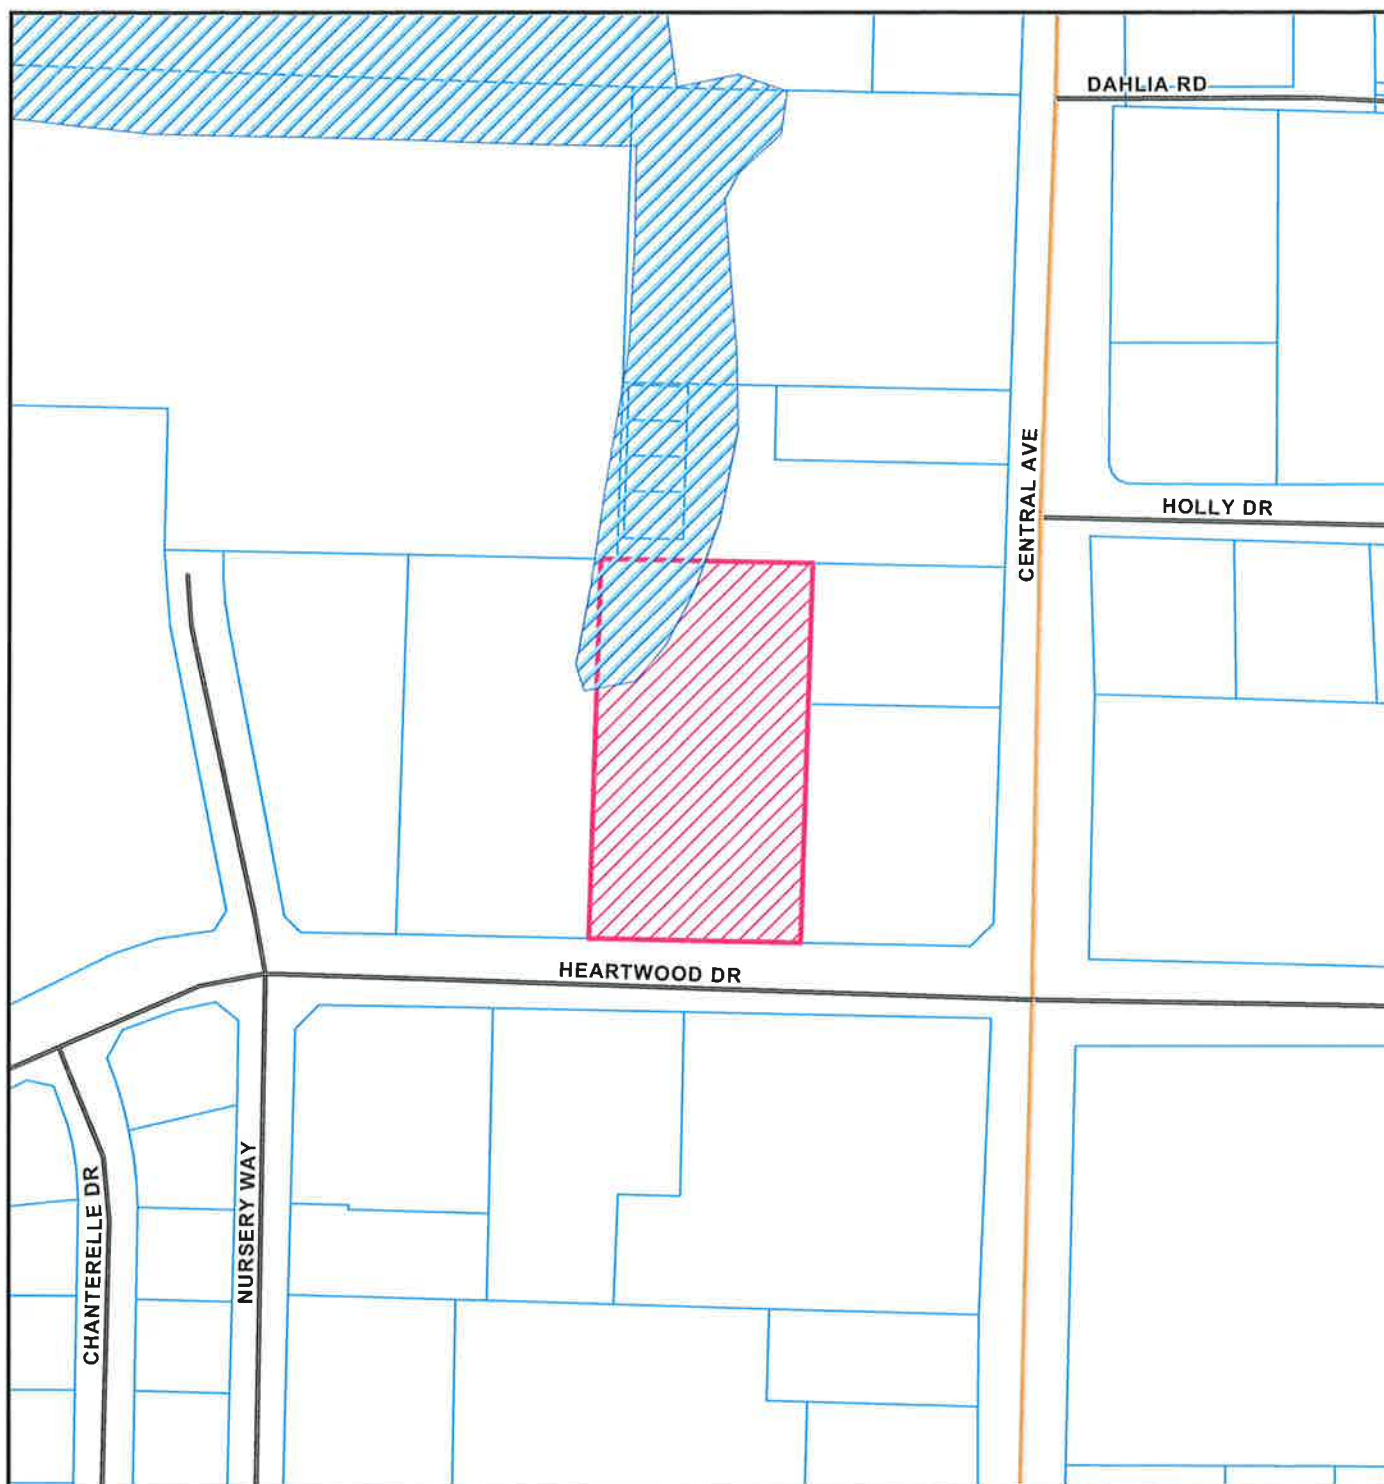 DAHLIA RD
CENTRAL AVE
HOLLY DR
HEARTWOOD DR
NURSERY WAY
CHANTERELLE DR